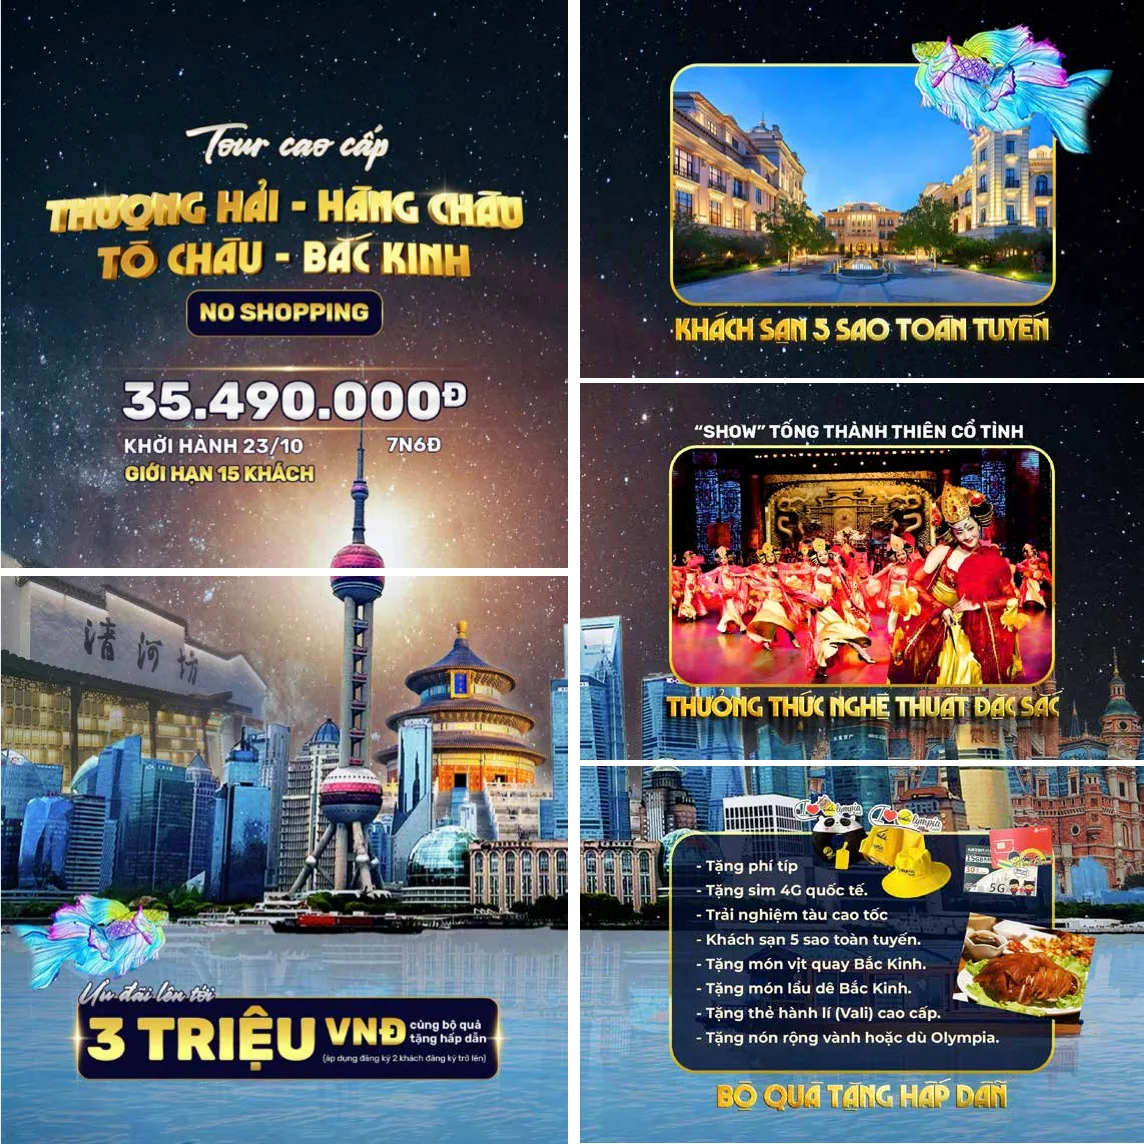 Tour cao cấp
THƯỢNG HẢI - HÀNG CHÂU
TÔ CHÂU - BẮC KINH
NO SHOPPING
35.490.000Đ
KHỞI HÀNH 23/10 7N6Đ
GIỚI HẠN 15 KHÁCH
清河坊
Ưu đãi lên tới
3 TRIỆU VNĐ cùng bộ quà
tặng hấp dẫn
(áp dụng đăng ký 2 khách đăng ký trở lên)
KHÁCH SẠN 5 SAO TOÀN TUYẾN
“SHOW” TỐNG THÀNH THIÊN CỔ TÌNH
THƯỞNG THỨC NGHỆ THUẬT ĐẶC SẮC
- Tặng phí típ
- Tặng sim 4G quốc tế.
- Trải nghiệm tàu cao tốc
- Khách sạn 5 sao toàn tuyến.
- Tặng món vịt quay Bắc Kinh.
- Tặng món lẩu dê Bắc Kinh.
- Tặng thẻ hành lí (Vali) cao cấp.
- Tặng nón rộng vành hoặc dù Olympia.
5G
BỘ QUÀ TẶNG HẤP DẪN